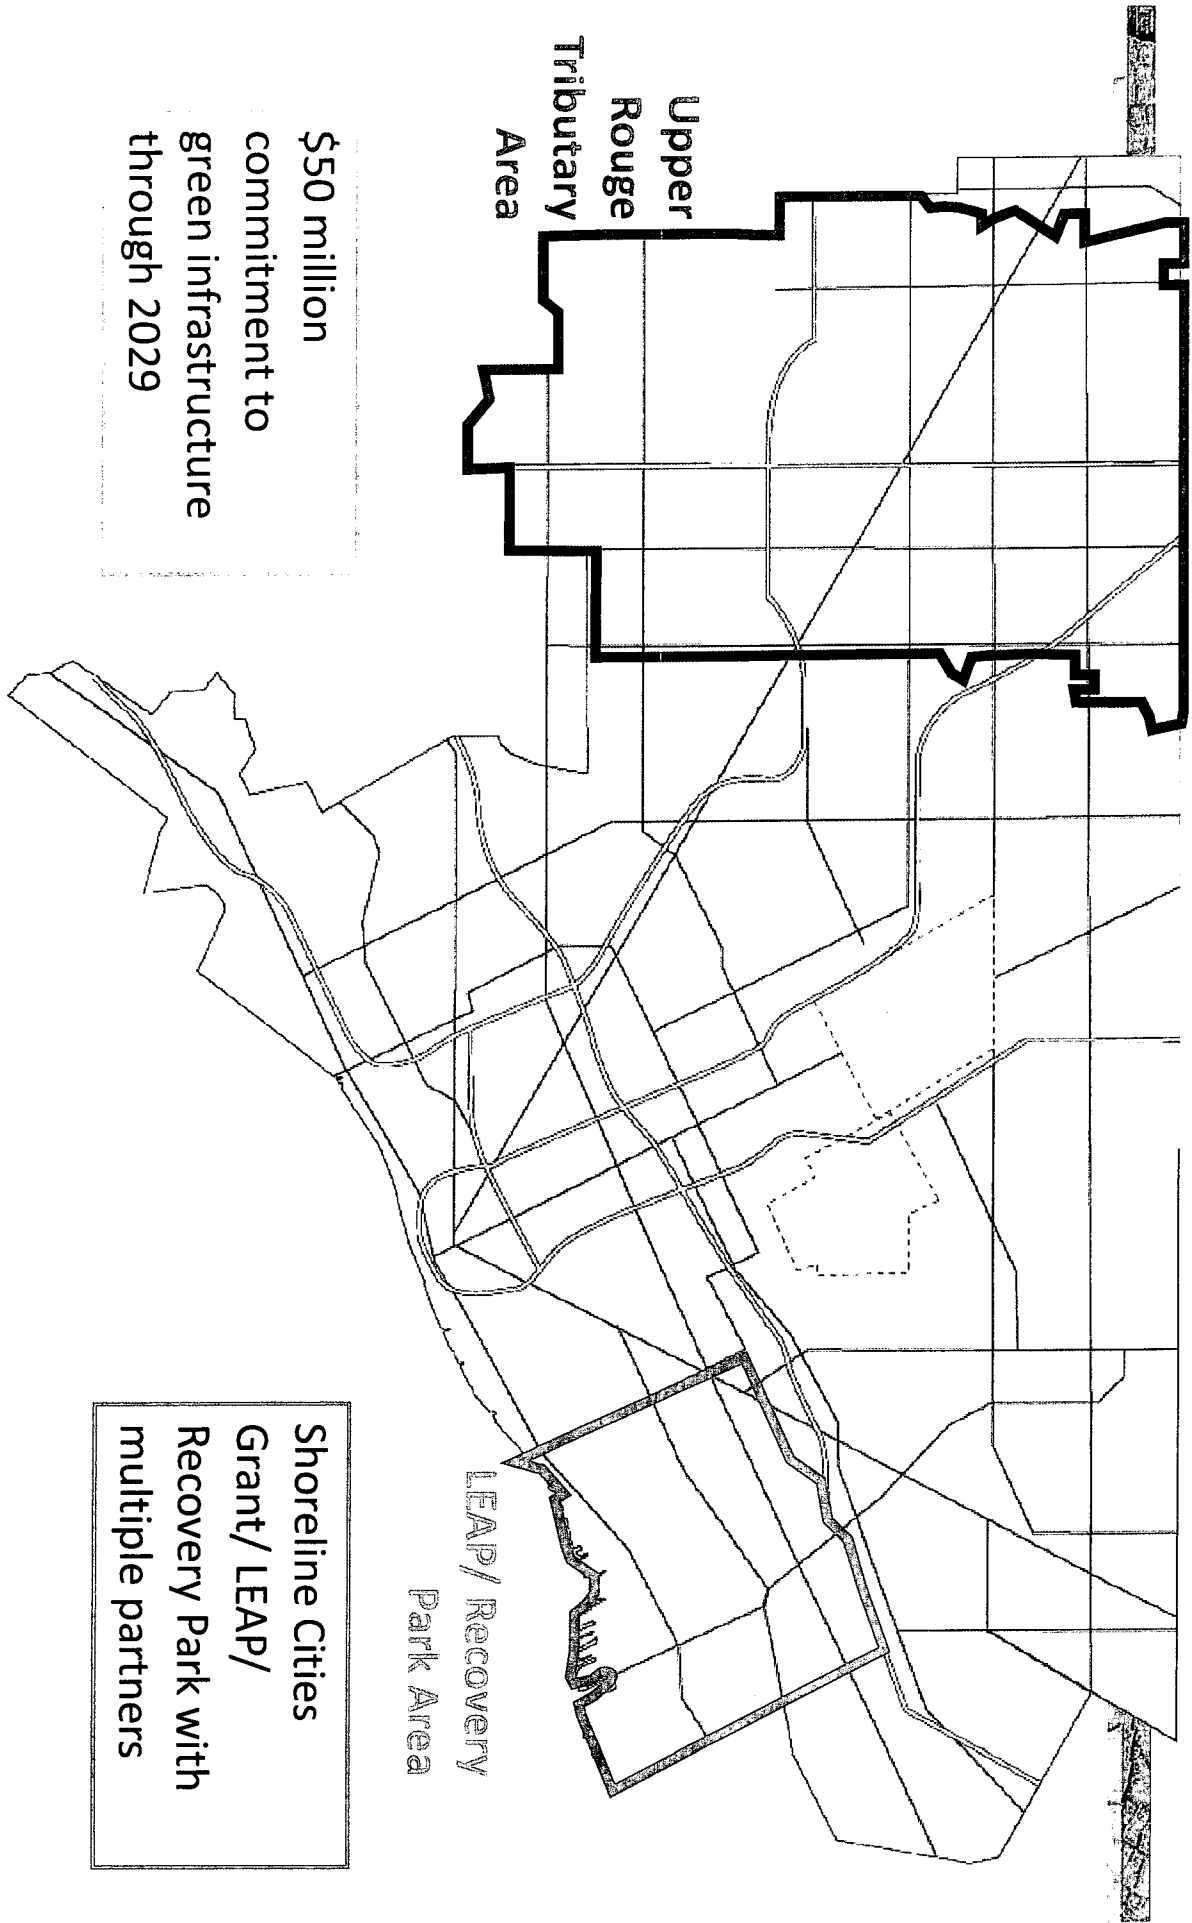 Upper
Rouge
Tributary
Area
$50 million
commitment to
green infrastructure
through 2029
LEAP/ Recovery
Park Area
Shoreline Cities
Grant/ LEAP/
Recovery Park with
multiple partners